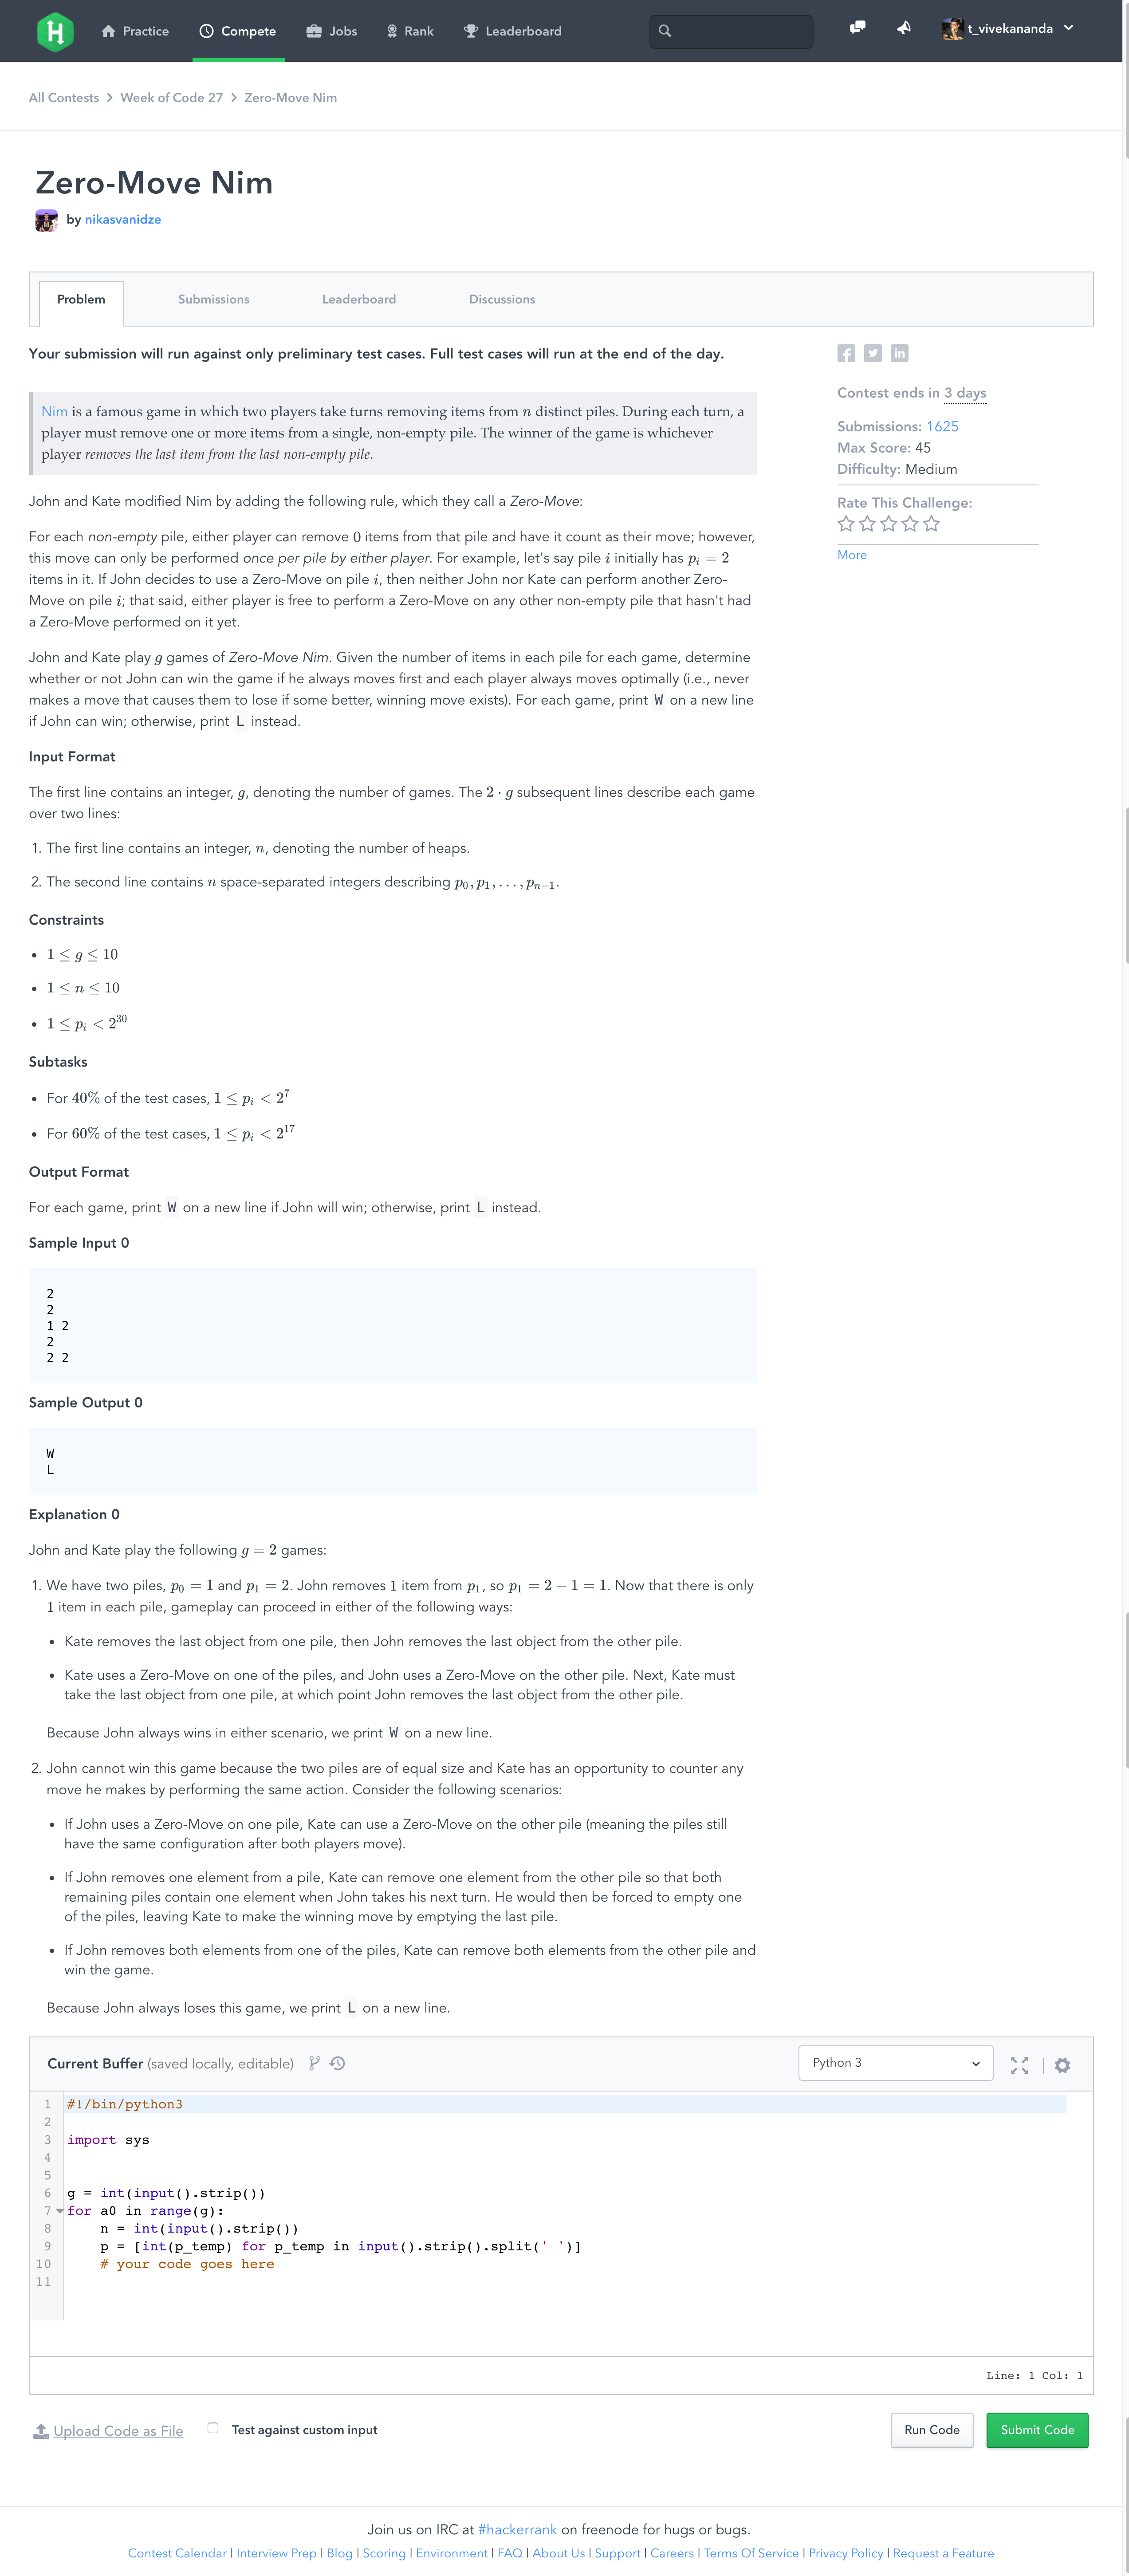 Practice Compete Jobs Rank Leaderboard t_vivekananda
All Contests > Week of Code 27 > Zero-Move Nim
Zero-Move Nim
by nikasvanidze
Problem Submissions Leaderboard Discussions
Your submission will run against only preliminary test cases. Full test cases will run at the end of the day.
Nim is a famous game in which two players take turns removing items from n distinct piles. During each turn, a
player must remove one or more items from a single, non-empty pile. The winner of the game is whichever
player removes the last item from the last non-empty pile.
John and Kate modified Nim by adding the following rule, which they call a Zero-Move:
For each non-empty pile, either player can remove 0 items from that pile and have it count as their move; however,
this move can only be performed once per pile by either player. For example, let's say pile i initially has pᵢ = 2
items in it. If John decides to use a Zero-Move on pile i, then neither John nor Kate can perform another Zero-
Move on pile i; that said, either player is free to perform a Zero-Move on any other non-empty pile that hasn't had
a Zero-Move performed on it yet.
John and Kate play g games of Zero-Move Nim. Given the number of items in each pile for each game, determine
whether or not John can win the game if he always moves first and each player always moves optimally (i.e., never
makes a move that causes them to lose if some better, winning move exists). For each game, print W on a new line
if John can win; otherwise, print L instead.
Input Format
The first line contains an integer, g, denoting the number of games. The 2 · g subsequent lines describe each game
over two lines:
1. The first line contains an integer, n, denoting the number of heaps.
2. The second line contains n space-separated integers describing p₀, p₁, . . . , pₙ₋₁.
Constraints
• 1 ≤ g ≤ 10
• 1 ≤ n ≤ 10
• 1 ≤ pᵢ < 2³⁰
Subtasks
• For 40% of the test cases, 1 ≤ pᵢ < 2⁷
• For 60% of the test cases, 1 ≤ pᵢ < 2¹⁷
Output Format
For each game, print W on a new line if John will win; otherwise, print L instead.
Sample Input 0
2
2
1 2
2
2 2
Sample Output 0
W
L
Explanation 0
John and Kate play the following g = 2 games:
1. We have two piles, p₀ = 1 and p₁ = 2. John removes 1 item from p₁, so p₁ = 2 − 1 = 1. Now that there is only
1 item in each pile, gameplay can proceed in either of the following ways:
• Kate removes the last object from one pile, then John removes the last object from the other pile.
• Kate uses a Zero-Move on one of the piles, and John uses a Zero-Move on the other pile. Next, Kate must
take the last object from one pile, at which point John removes the last object from the other pile.
Because John always wins in either scenario, we print W on a new line.
2. John cannot win this game because the two piles are of equal size and Kate has an opportunity to counter any
move he makes by performing the same action. Consider the following scenarios:
• If John uses a Zero-Move on one pile, Kate can use a Zero-Move on the other pile (meaning the piles still
have the same configuration after both players move).
• If John removes one element from a pile, Kate can remove one element from the other pile so that both
remaining piles contain one element when John takes his next turn. He would then be forced to empty one
of the piles, leaving Kate to make the winning move by emptying the last pile.
• If John removes both elements from one of the piles, Kate can remove both elements from the other pile and
win the game.
Because John always loses this game, we print L on a new line.
Contest ends in 3 days
Submissions: 1625
Max Score: 45
Difficulty: Medium
Rate This Challenge:
More
Current Buffer (saved locally, editable) Python 3
1 #!/bin/python3
2
3 import sys
4
5
6 g = int(input().strip())
7 for a0 in range(g):
8     n = int(input().strip())
9     p = [int(p_temp) for p_temp in input().strip().split(' ')]
10     # your code goes here
11
Line: 1 Col: 1
Upload Code as File Test against custom input Run Code Submit Code
Join us on IRC at #hackerrank on freenode for hugs or bugs.
Contest Calendar | Interview Prep | Blog | Scoring | Environment | FAQ | About Us | Support | Careers | Terms Of Service | Privacy Policy | Request a Feature